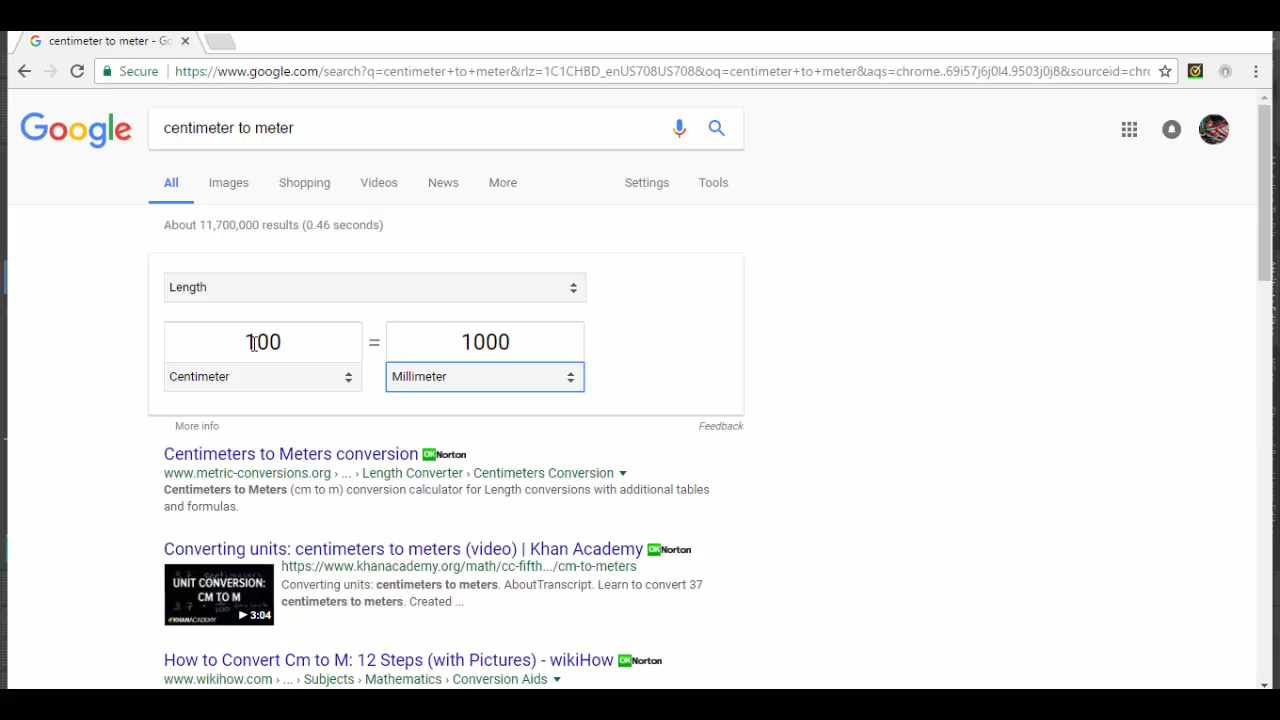 centimeter to meter - Go
Secure https://www.google.com/search?q=centimeter+to+meter&rlz=1C1CHBD_enUS708US708&oq=centimeter+to+meter&aqs=chrome..69i57j6j0l4.9503j0j8&sourceid=chr
Google centimeter to meter
All Images Shopping Videos News More Settings Tools
About 11,700,000 results (0.46 seconds)
Length
100 = 1000
Centimeter Millimeter
More info Feedback
Centimeters to Meters conversion OK Norton
www.metric-conversions.org › ... › Length Converter › Centimeters Conversion
Centimeters to Meters (cm to m) conversion calculator for Length conversions with additional tables
and formulas.
Converting units: centimeters to meters (video) | Khan Academy OK Norton
https://www.khanacademy.org/math/cc-fifth.../cm-to-meters
UNIT CONVERSION:
CM TO M
3:04
#KHANACADEMY
Converting units: centimeters to meters. AboutTranscript. Learn to convert 37
centimeters to meters. Created ...
How to Convert Cm to M: 12 Steps (with Pictures) - wikiHow OK Norton
www.wikihow.com › ... › Subjects › Mathematics › Conversion Aids